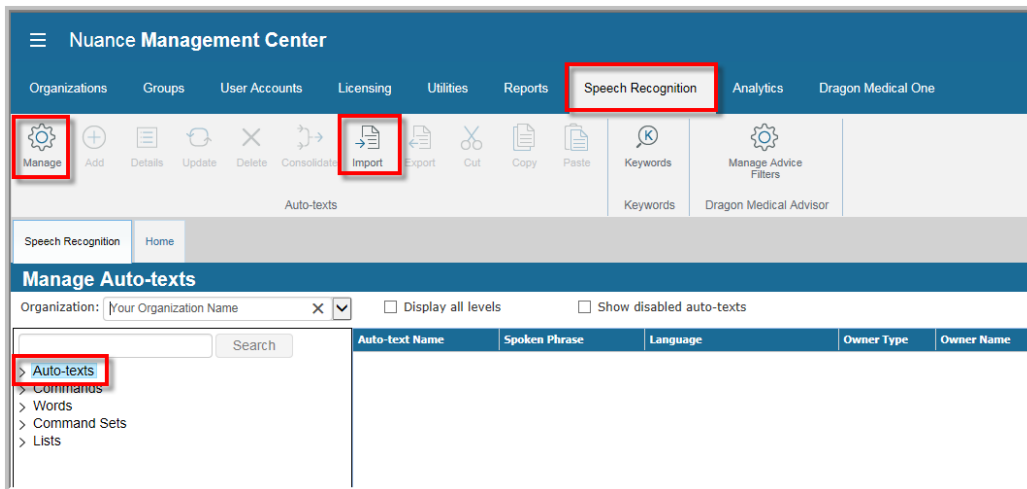 Nuance Management Center
Organizations Groups User Accounts Licensing Utilities Reports Speech Recognition Analytics Dragon Medical One
Manage Add Details Update Delete Consolidate Import Export Cut Copy Paste Keywords Manage Advice
Filters
Auto-texts Keywords Dragon Medical Advisor
Speech Recognition Home
Manage Auto-texts
Organization: Your Organization Name Display all levels Show disabled auto-texts
Search Auto-text Name Spoken Phrase Language Owner Type Owner Name
Auto-texts
Commands
Words
Command Sets
Lists